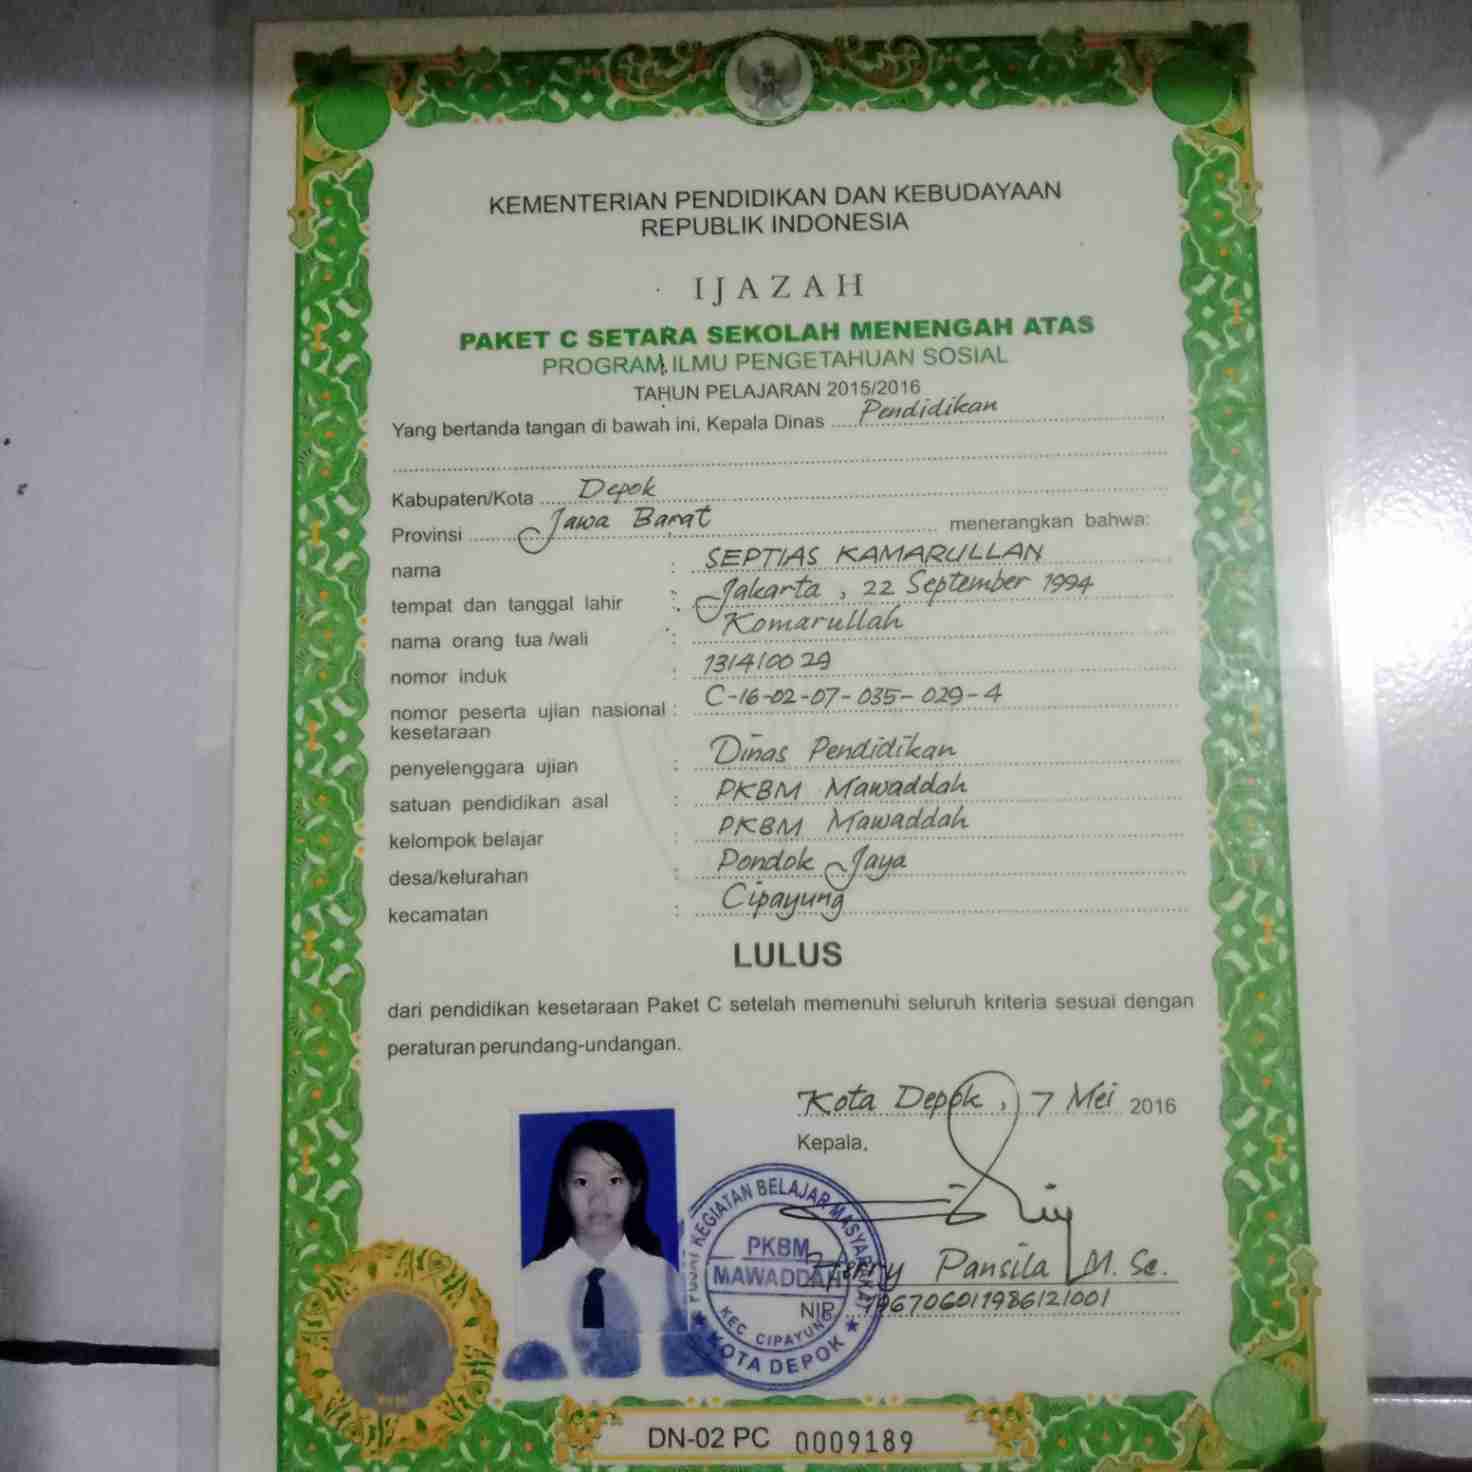 KEMENTERIAN PENDIDIKAN DAN KEBUDAYAAN
REPUBLIK INDONESIA
IJAZAH
PAKET C SETARA SEKOLAH MENENGAH ATAS
PROGRAM ILMU PENGETAHUAN SOSIAL
TAHUN PELAJARAN 2015/2016
Yang bertanda tangan di bawah ini, Kepala Dinas Pendidikan
Kabupaten/Kota Depok
Provinsi Jawa Barat menerangkan bahwa:
nama : SEPTIAS KAMARULLAN
tempat dan tanggal lahir : Jakarta, 22 September 1994
nama orang tua /wali : Komarullah
nomor induk : 131410029
nomor peserta ujian nasional : C-16-02-07-035-029-4
kesetaraan
penyelenggara ujian : Dinas Pendidikan
satuan pendidikan asal : PKBM Mawaddah
kelompok belajar : PKBM Mawaddah
desa/kelurahan : Pondok Jaya
kecamatan : Cipayung
LULUS
dari pendidikan kesetaraan Paket C setelah memenuhi seluruh kriteria sesuai dengan
peraturan perundang-undangan.
Kota Depok, 7 Mei 2016
Kepala,
PUSAT KEGIATAN BELAJAR MASYARAKAT
PKBM
MAWADDAH
KEC. CIPAYUNG
KOTA DEPOK
Herry Pansila M.Sc.
NIP. 196706011986121001
DN-02 PC 0009189